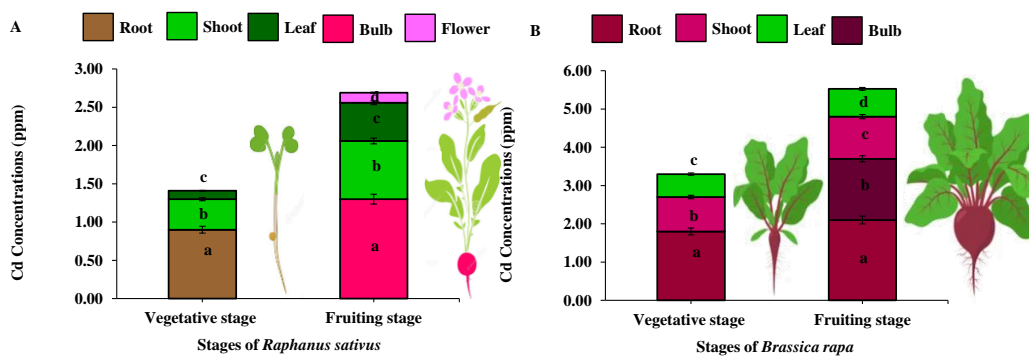 A
Root Shoot Leaf Bulb Flower
Cd Concentrations (ppm)
3.00
2.50
2.00
1.50
1.00
0.50
0.00
c
b
a
d
c
b
a
Vegetative stage Fruiting stage
Stages of Raphanus sativus
B
Root Shoot Leaf Bulb
Cd Concentrations (ppm)
6.00
5.00
4.00
3.00
2.00
1.00
0.00
c
b
a
d
c
b
a
Vegetative stage Fruiting stage
Stages of Brassica rapa